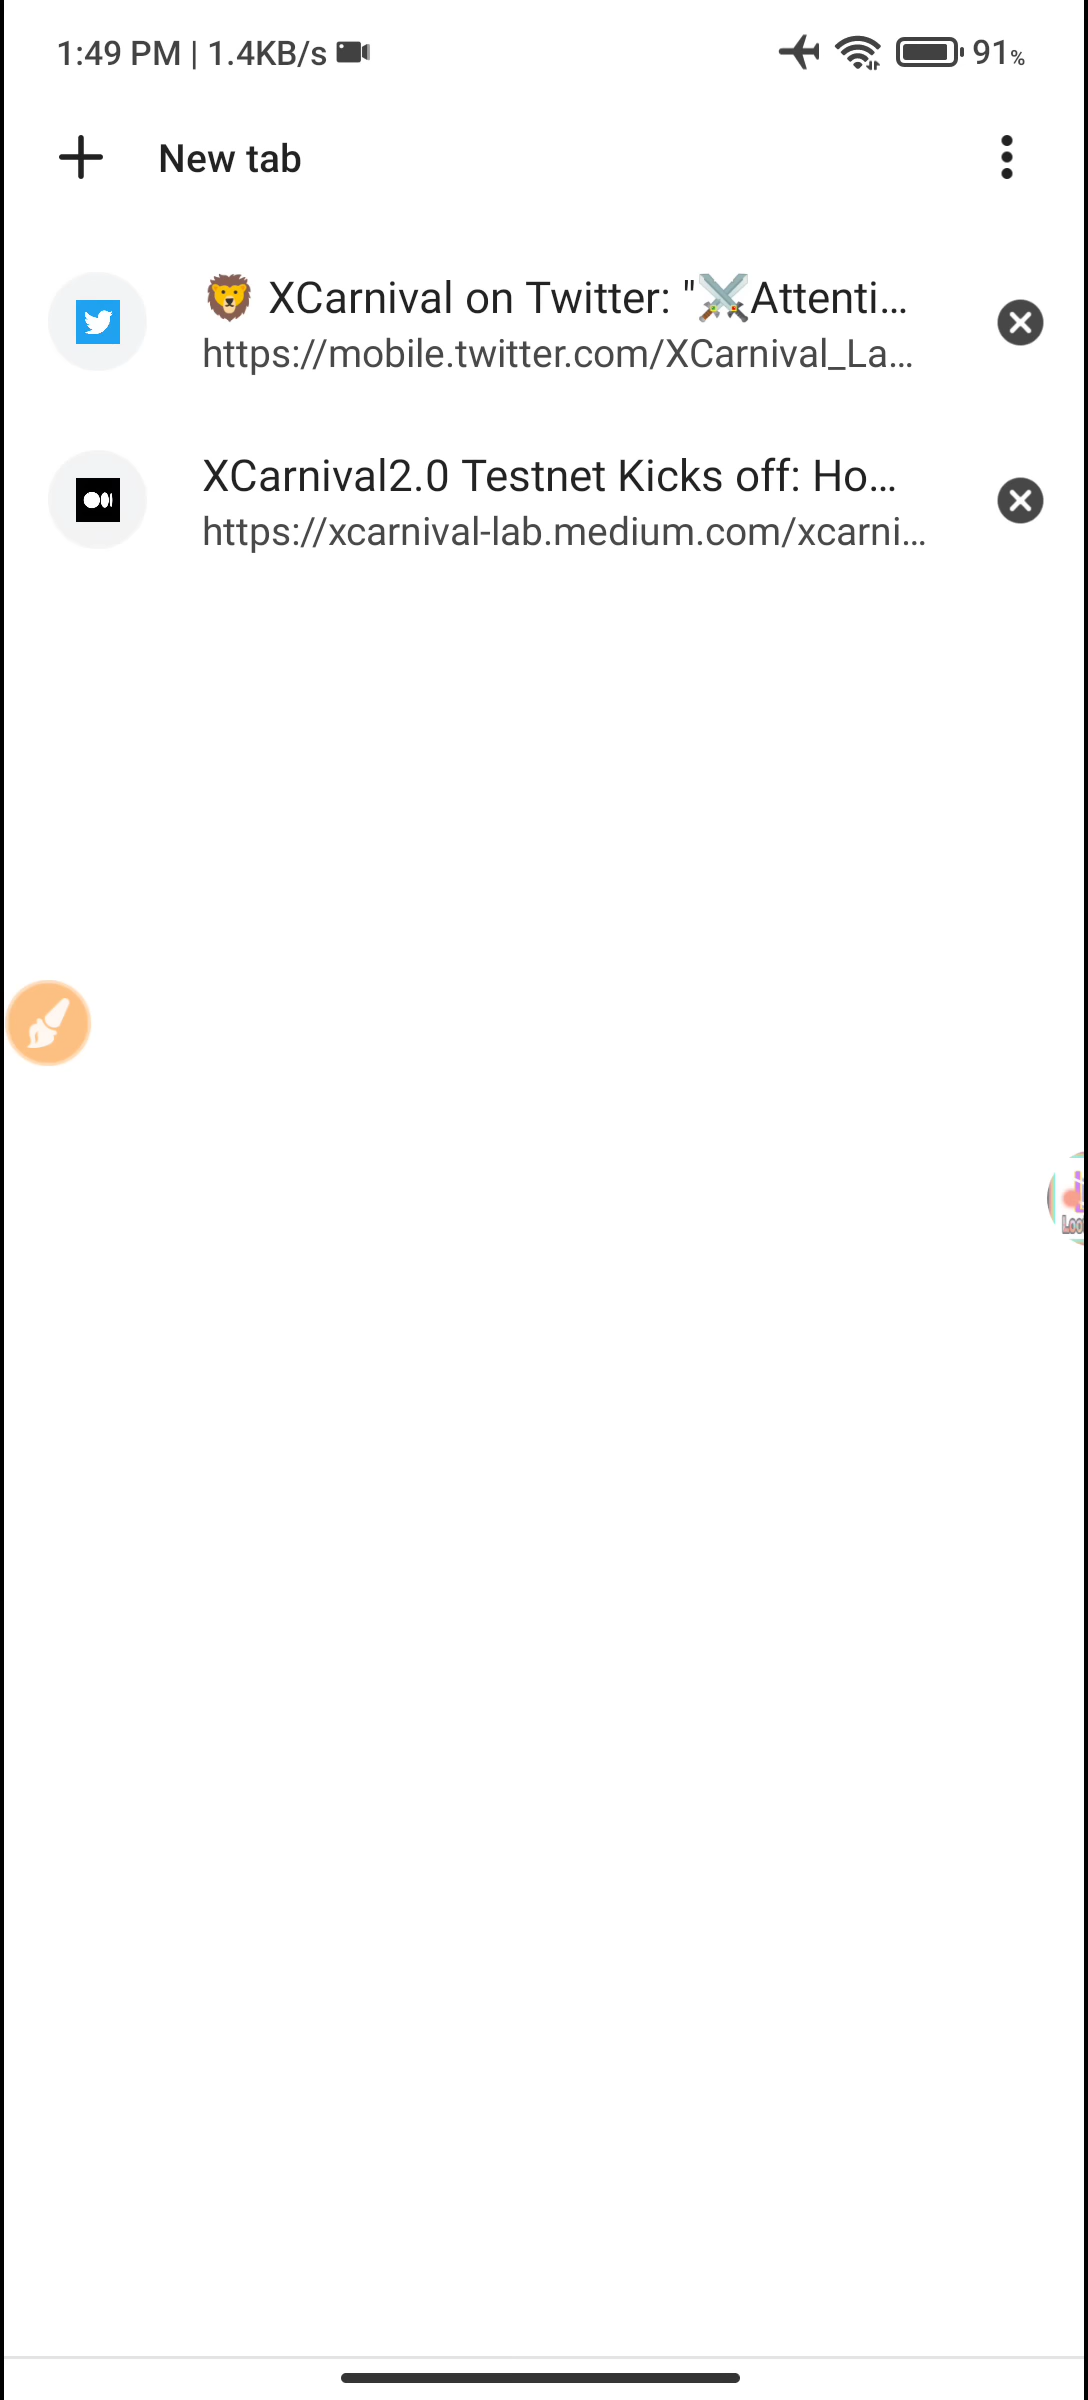 1:49 PM | 1.4KB/s 91%
New tab
🦁 XCarnival on Twitter: "⚔️Attenti...
https://mobile.twitter.com/XCarnival_La...
XCarnival2.0 Testnet Kicks off: Ho...
https://xcarnival-lab.medium.com/xcarni...